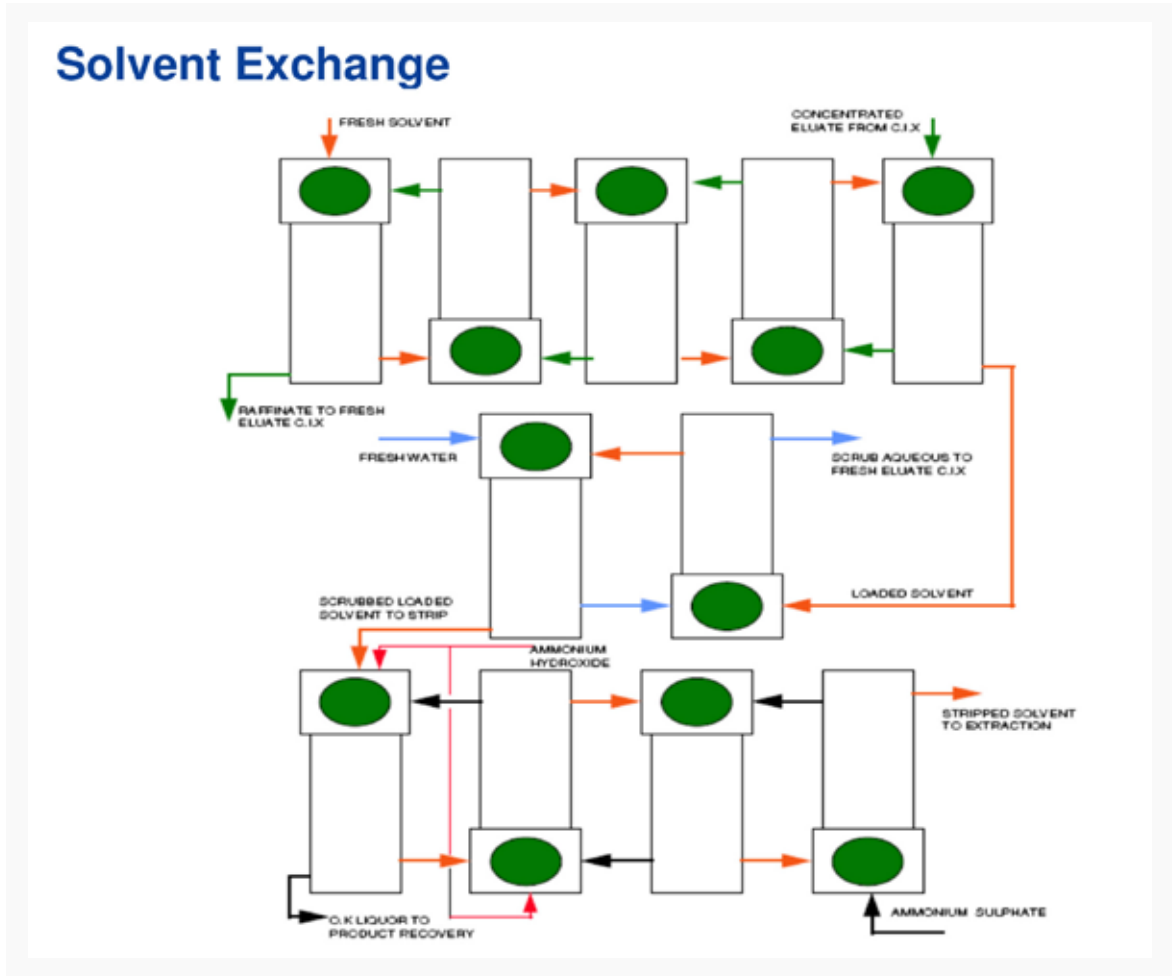 Solvent Exchange
FRESH SOLVENT
CONCENTRATED
ELUATE FROM C.I.X
RAFFINATE TO FRESH
ELUATE C.I.X
FRESH WATER
SCRUB AQUEOUS TO
FRESH ELUATE C.I.X
SCRUBBED LOADED
SOLVENT TO STRIP
LOADED SOLVENT
AMMONIUM
HYDROXIDE
STRIPPED SOLVENT
TO EXTRACTION
O.K LIQUOR TO
PRODUCT RECOVERY
AMMONIUM SULPHATE